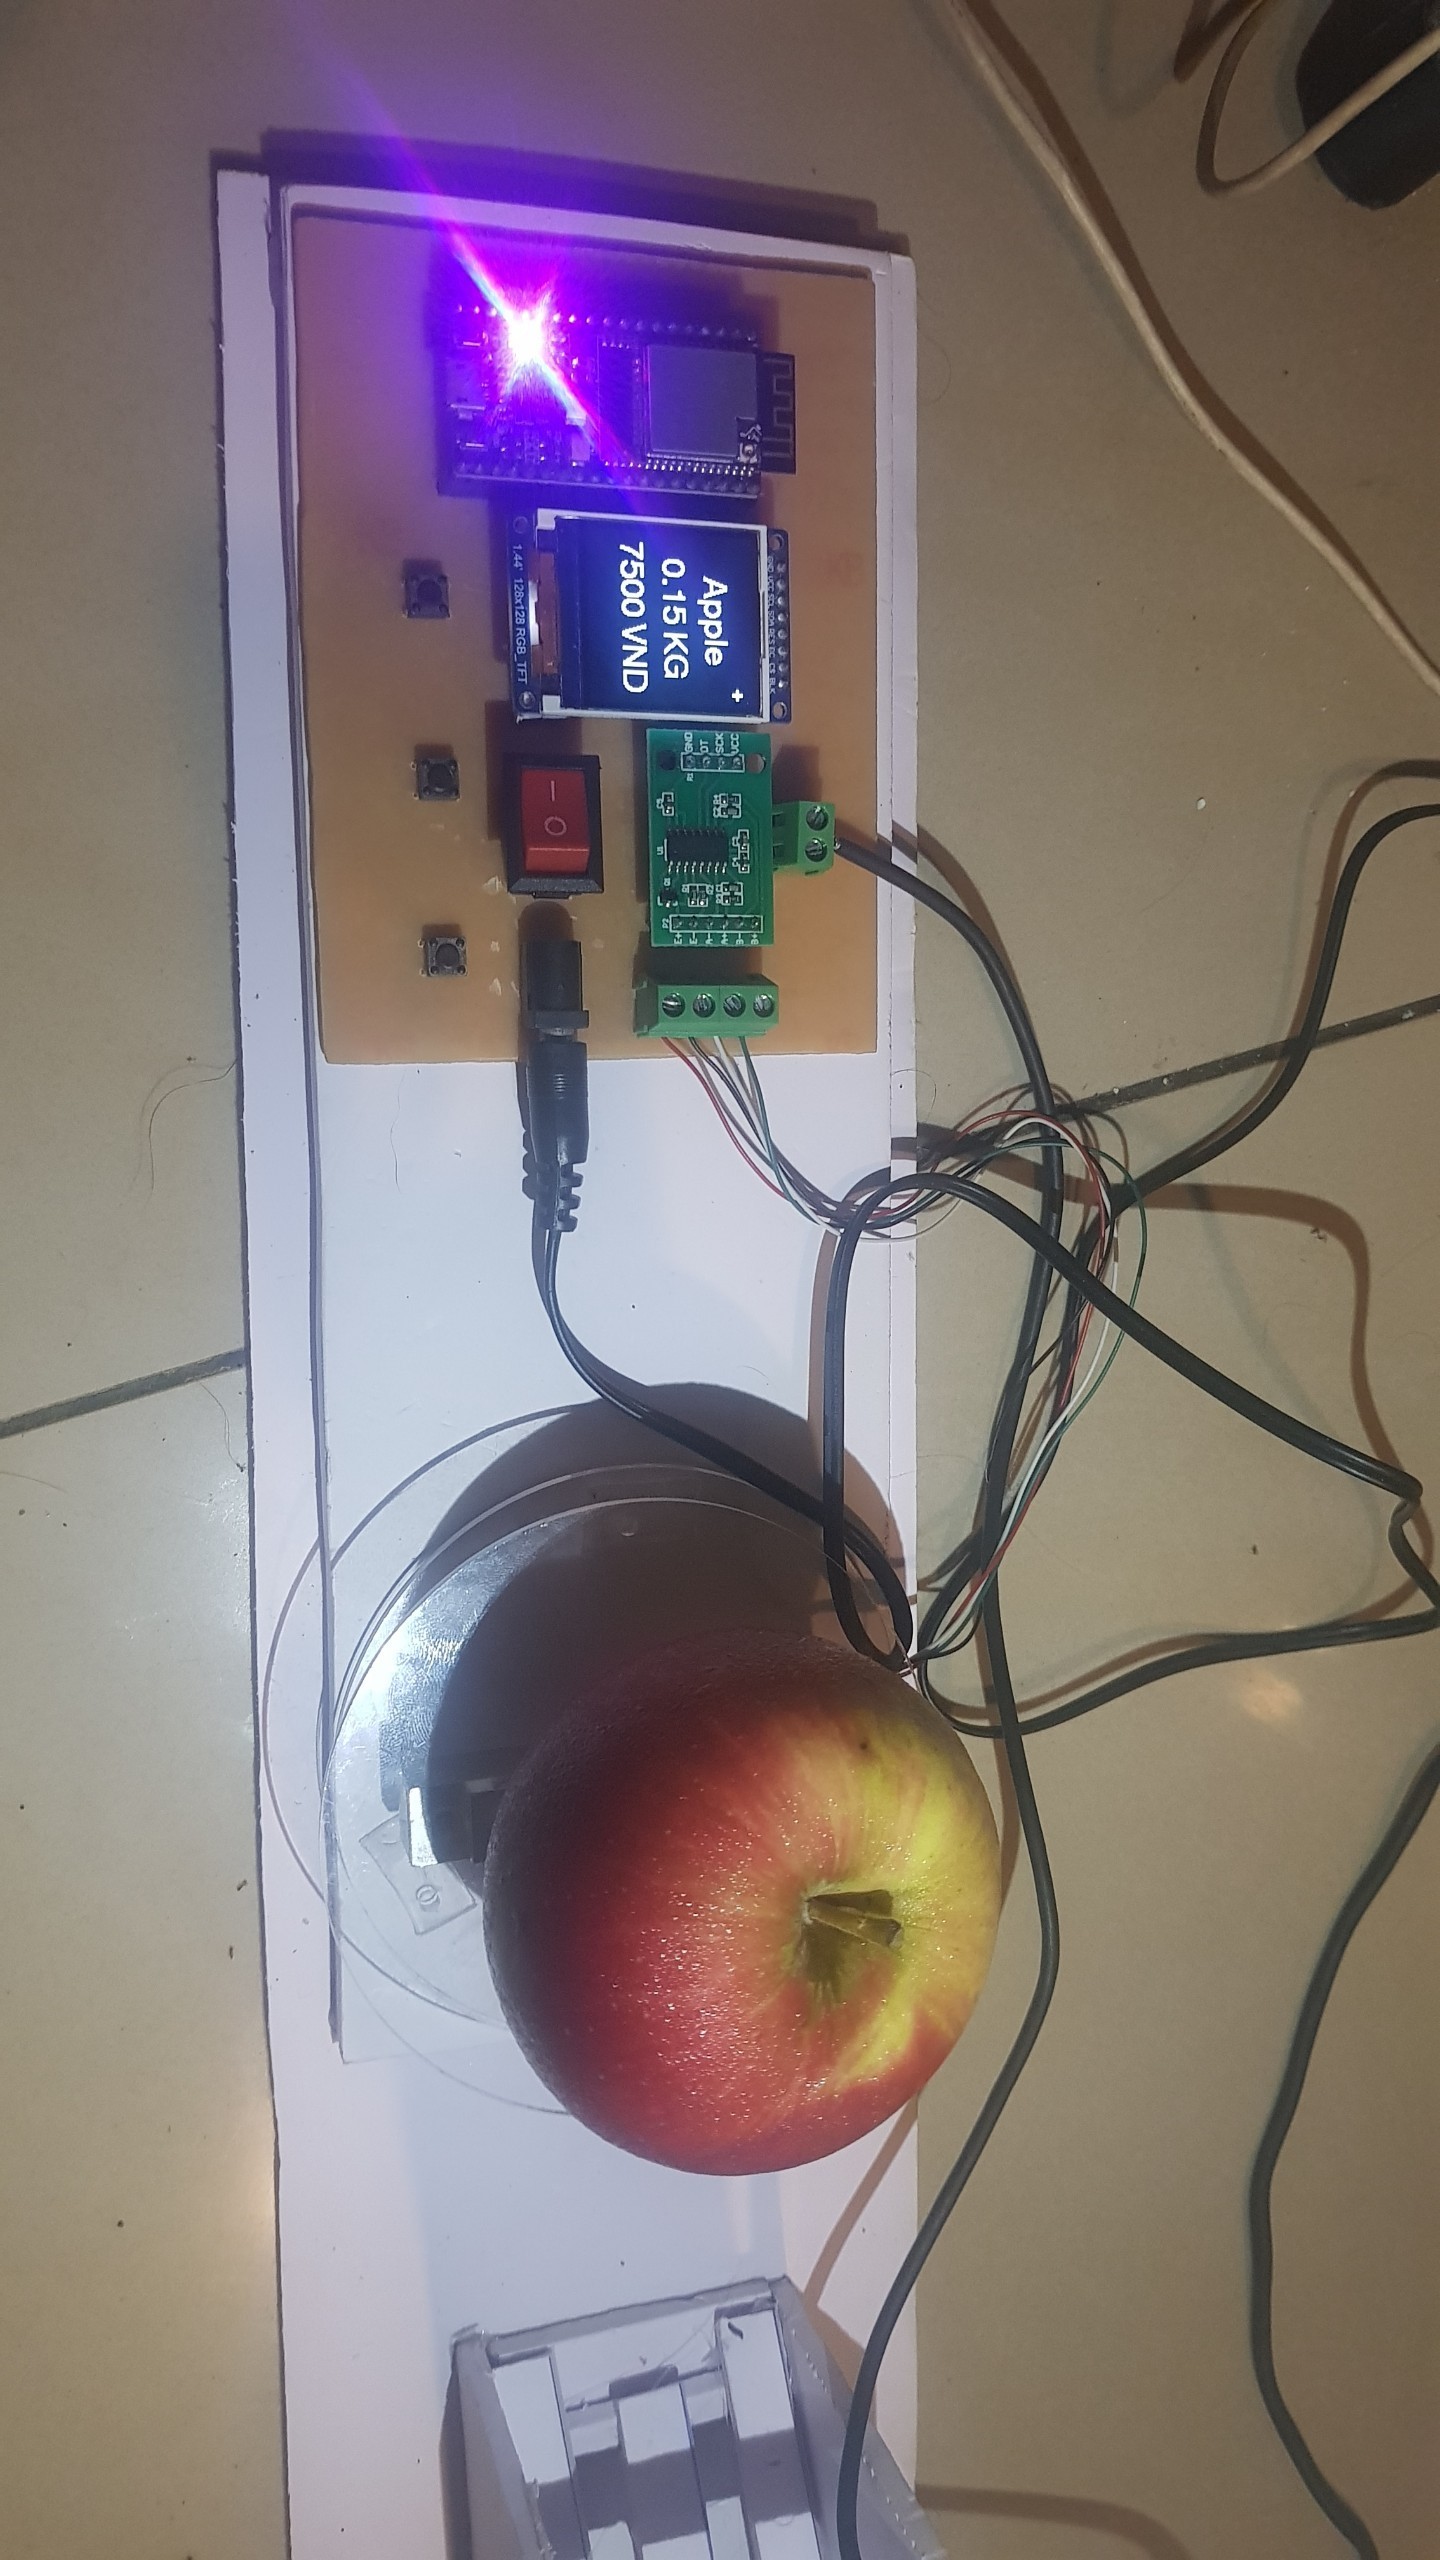 GND VCC SCL SDA RES DC CS BLK
+
Apple
0.15 KG
7500 VND
1.44' 128x128 RGB_TFT
VCC
SCK
DT
GND
B+
B-
A+
A-
E-
E+
U1
I O